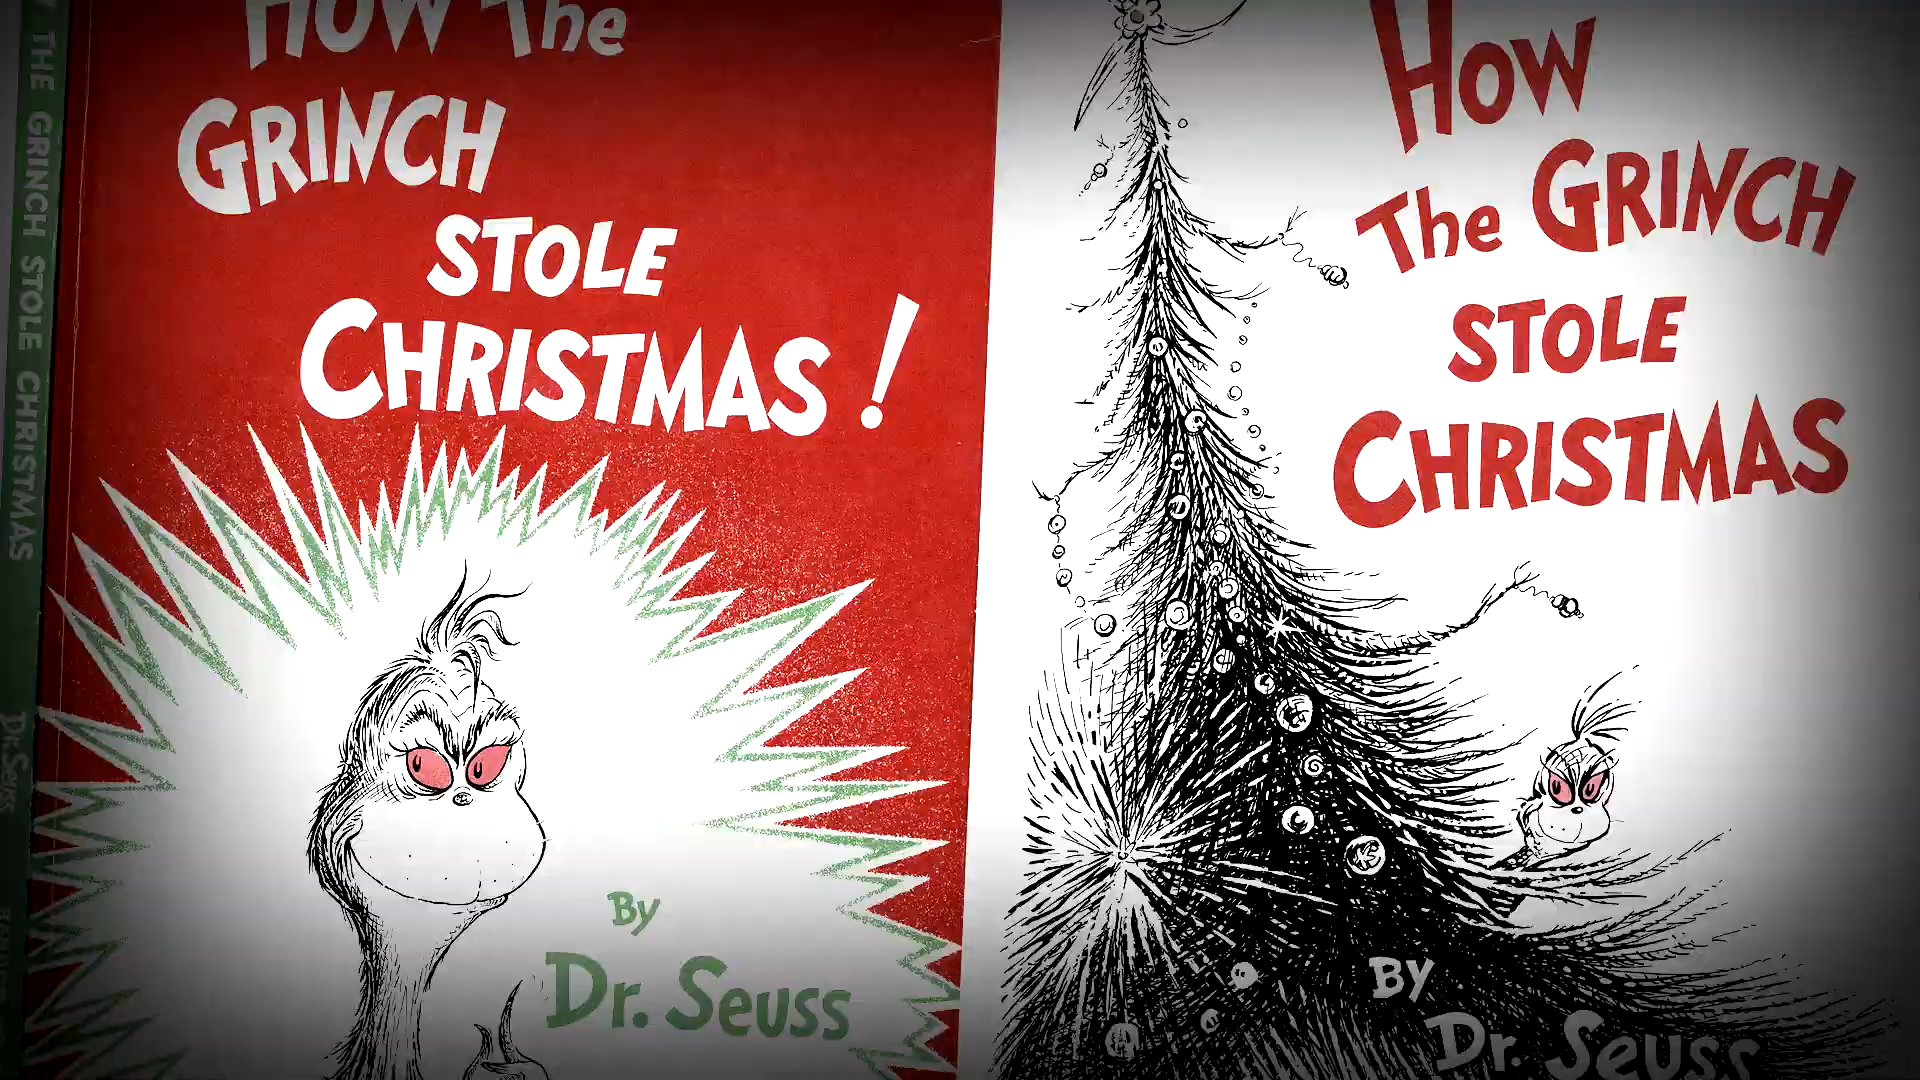 THE GRINCH STOLE CHRISTMAS
Dr. Seuss
How The
GRINCH
STOLE
CHRISTMAS!
By
Dr. Seuss
How
The GRINCH
STOLE
CHRISTMAS
By
Dr. Seuss